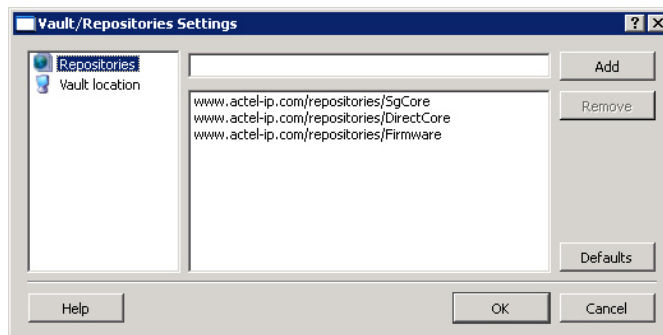 Vault/Repositories Settings
Repositories
Vault location
Add
www.actel-ip.com/repositories/SgCore
www.actel-ip.com/repositories/DirectCore
www.actel-ip.com/repositories/Firmware
Remove
Defaults
Help
OK
Cancel